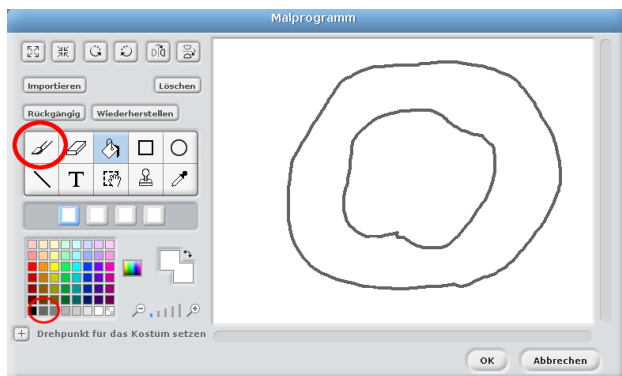 Malprogramm
Importieren Löschen
Rückgängig Wiederherstellen
T
Drehpunkt für das Kostüm setzen
OK Abbrechen